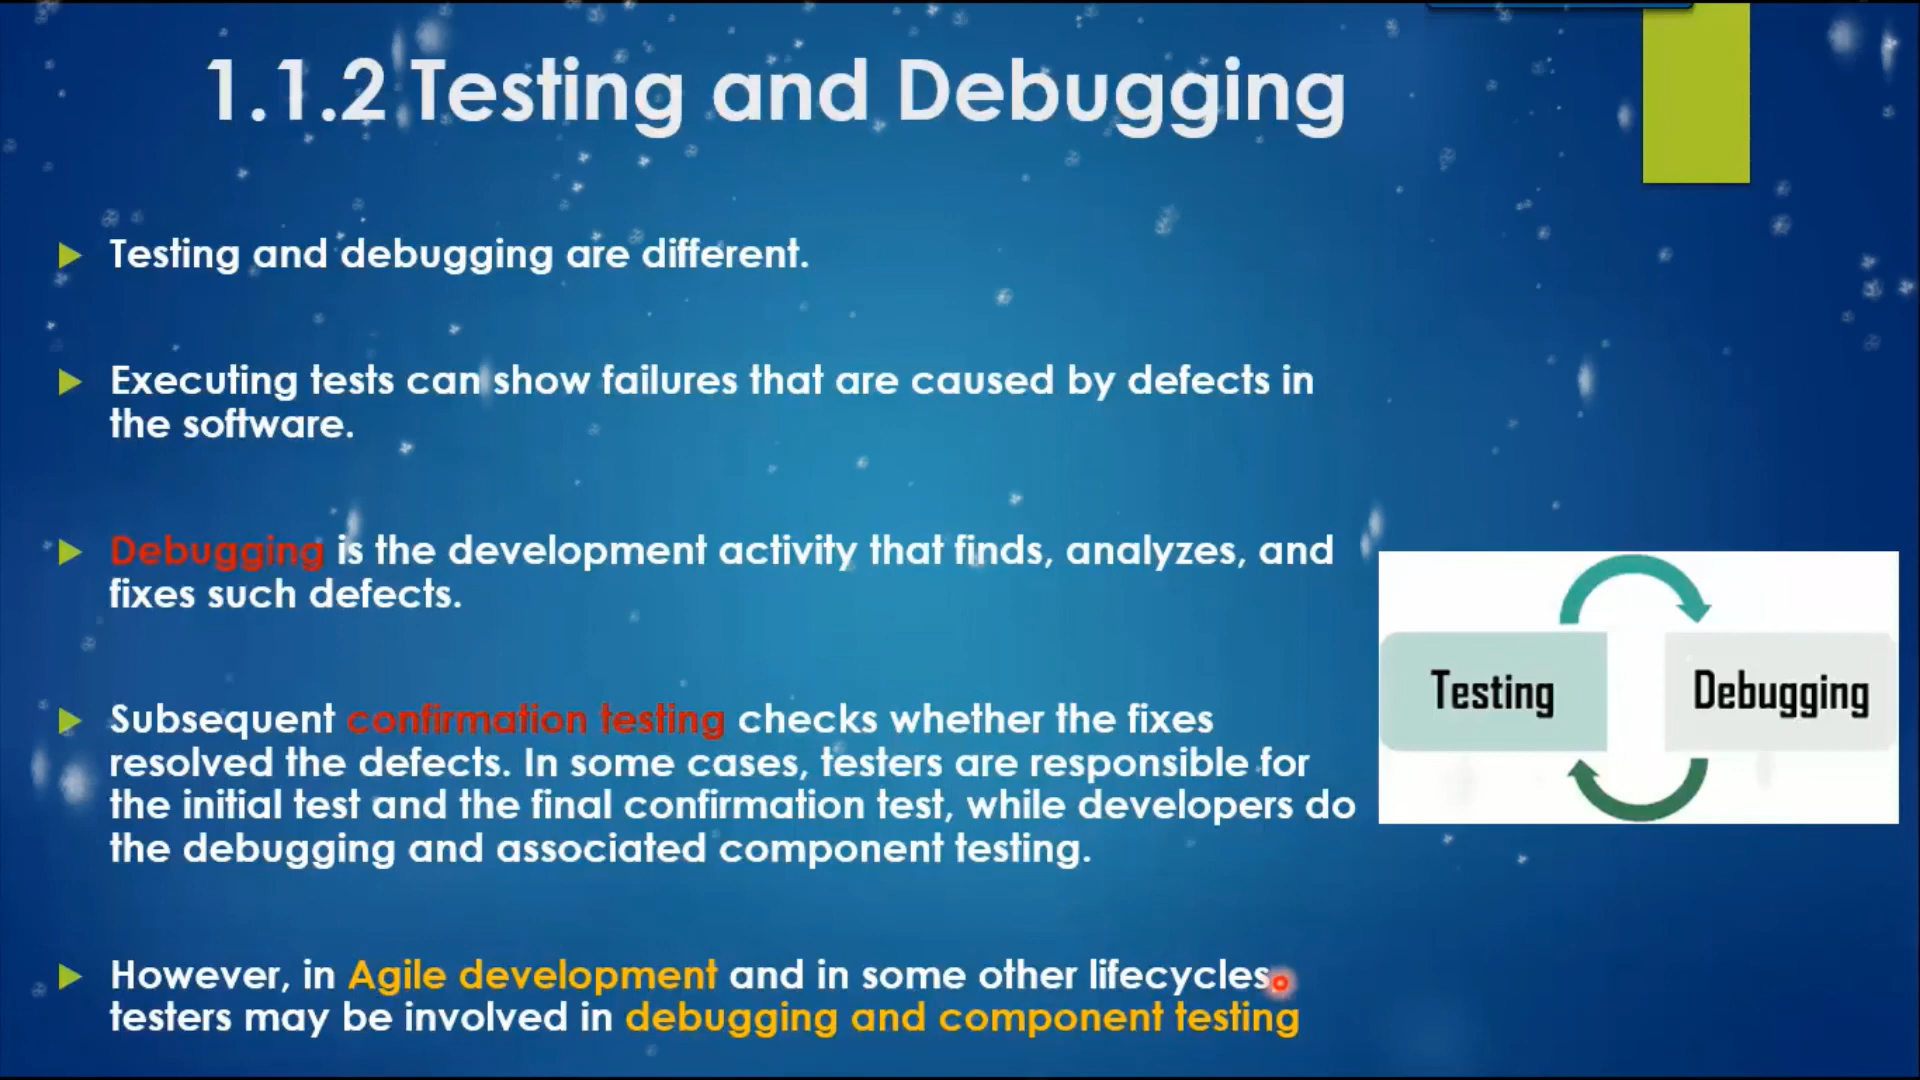 1.1.2 Testing and Debugging
Testing and debugging are different.
Executing tests can show failures that are caused by defects in
the software.
Debugging is the development activity that finds, analyzes, and
fixes such defects.
Subsequent confirmation testing checks whether the fixes
resolved the defects. In some cases, testers are responsible for
the initial test and the final confirmation test, while developers do
the debugging and associated component testing.
However, in Agile development and in some other lifecycles,
testers may be involved in debugging and component testing
Testing
Debugging